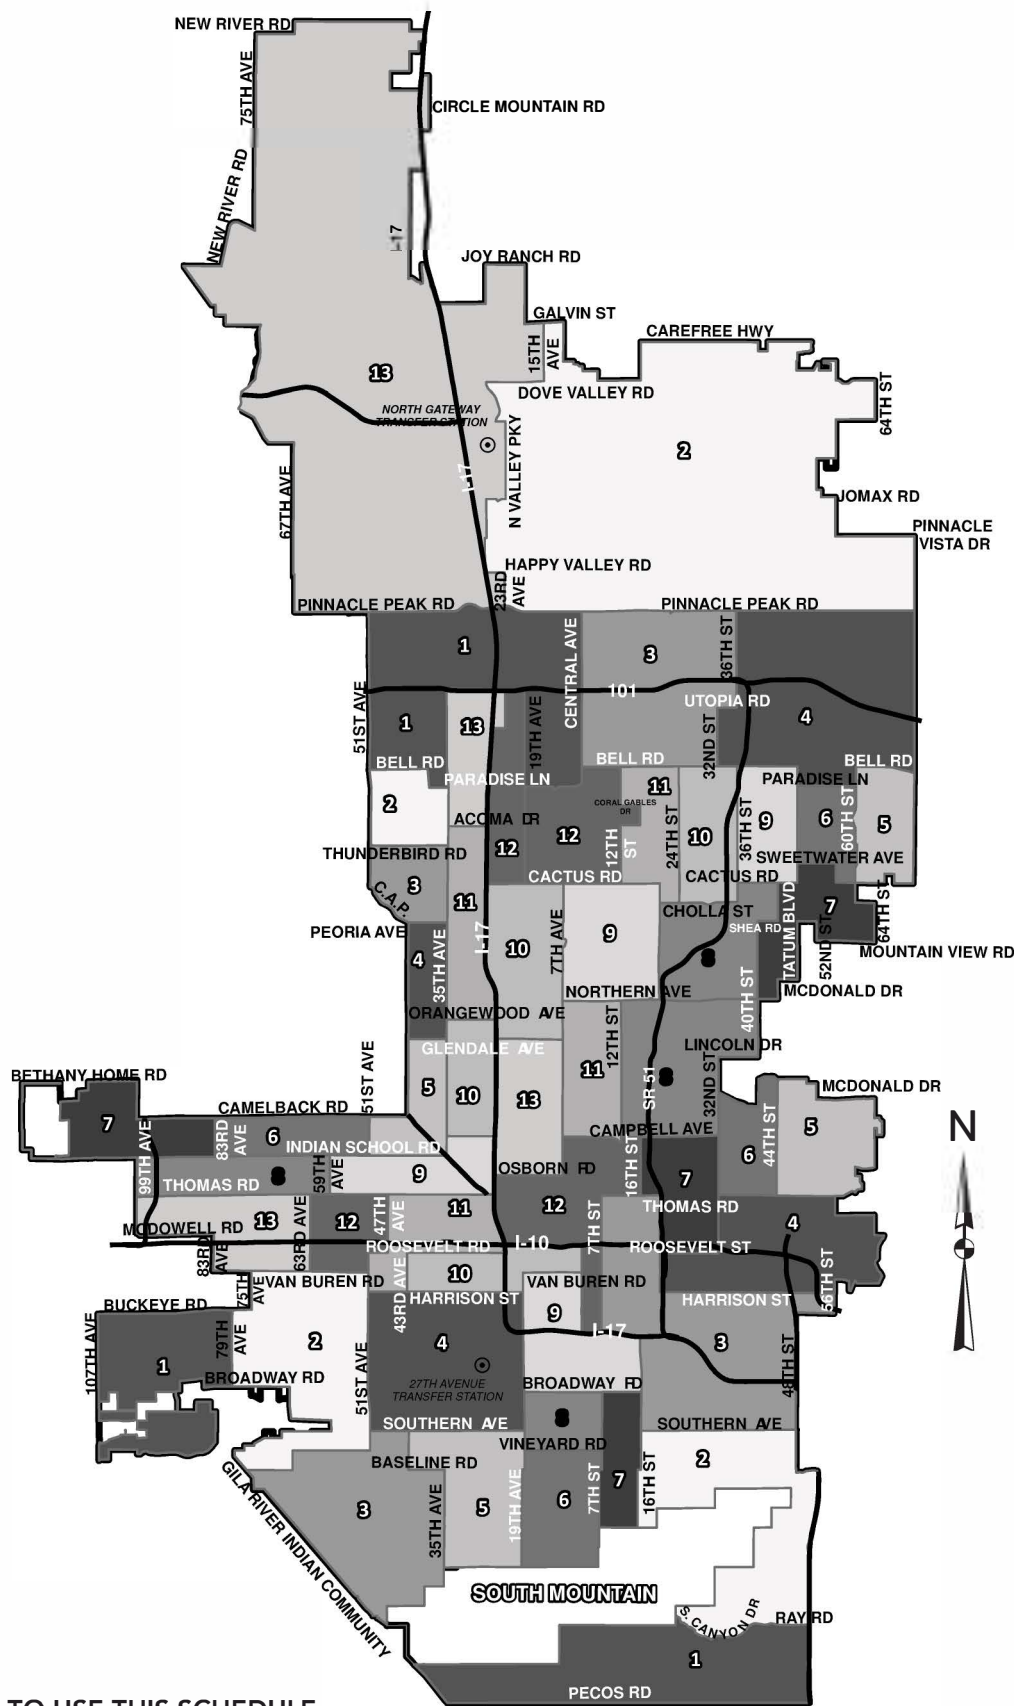 NEW RIVER RD
75TH AVE
CIRCLE MOUNTAIN RD
NEW RIVER RD
I-17
JOY RANCH RD
GALVIN ST
15TH
AVE
CAREFREE HWY
13
DOVE VALLEY RD
64TH ST
NORTH GATEWAY
TRANSFER STATION
2
N VALLEY PKY
I-17
67TH AVE
JOMAX RD
PINNACLE
VISTA DR
HAPPY VALLEY RD
23RD
AVE
PINNACLE PEAK RD
PINNACLE PEAK RD
1
CENTRAL AVE
3
36TH ST
101
UTOPIA RD
51ST AVE
1
13
19TH AVE
32ND ST
4
BELL RD
BELL RD
BELL RD
PARADISE LN
PARADISE LN
2
11
CORAL GABLES
DR
ACOMA DR
12
12
12TH
ST
24TH ST
10
36TH ST
9
6
60TH ST
5
THUNDERBIRD RD
SWEETWATER AVE
3
CACTUS RD
CACTUS RD
C.A.P.
11
CHOLLA ST
TATUM BLVD
7
64TH ST
PEORIA AVE
35TH AVE
I-17
10
7TH AVE
9
SHEA RD
52ND ST
MOUNTAIN VIEW RD
4
8
NORTHERN AVE
MCDONALD DR
40TH ST
ORANGEWOOD AVE
12TH ST
GLENDALE AVE
LINCOLN DR
51ST AVE
11
8
SR 51
32ND ST
BETHANY HOME RD
5
10
13
MCDONALD DR
CAMELBACK RD
7
99TH AVE
83RD
AVE
6
CAMPBELL AVE
44TH ST
5
INDIAN SCHOOL RD
6
59TH
AVE
9
OSBORN RD
16TH ST
7
THOMAS RD
8
THOMAS RD
13
63RD AVE
12
47TH
AVE
11
12
7TH ST
4
MCDOWELL RD
83RD
AVE
ROOSEVELT RD
I-10
ROOSEVELT ST
VAN BUREN RD
10
VAN BUREN RD
75TH
AVE
43RD AVE
HARRISON ST
HARRISON ST
56TH ST
BUCKEYE RD
9
I-17
107TH AVE
79TH
AVE
2
4
3
48TH ST
1
51ST AVE
BROADWAY RD
27TH AVENUE
TRANSFER STATION
BROADWAY RD
SOUTHERN AVE
8
SOUTHERN AVE
VINEYARD RD
BASELINE RD
2
GILA RIVER INDIAN COMMUNITY
3
35TH AVE
5
19TH AVE
6
7TH ST
7
16TH ST
SOUTH MOUNTAIN
S. CANYON DR
RAY RD
1
PECOS RD
N
TO USE THIS SCHEDULE